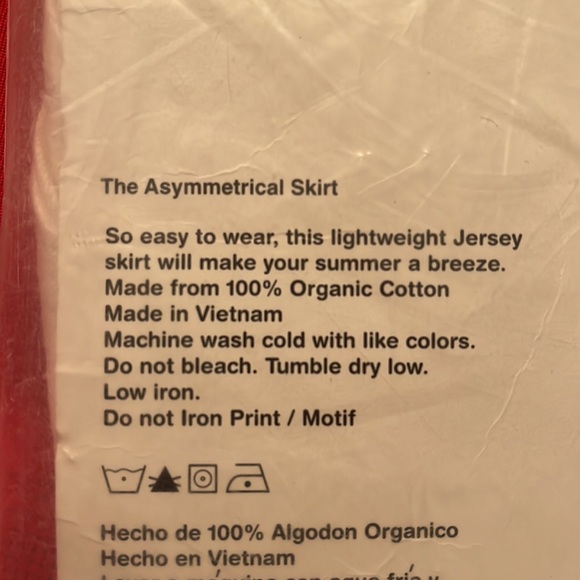 The Asymmetrical Skirt
So easy to wear, this lightweight Jersey
skirt will make your summer a breeze.
Made from 100% Organic Cotton
Made in Vietnam
Machine wash cold with like colors.
Do not bleach. Tumble dry low.
Low iron.
Do not Iron Print / Motif
Hecho de 100% Algodon Organico
Hecho en Vietnam